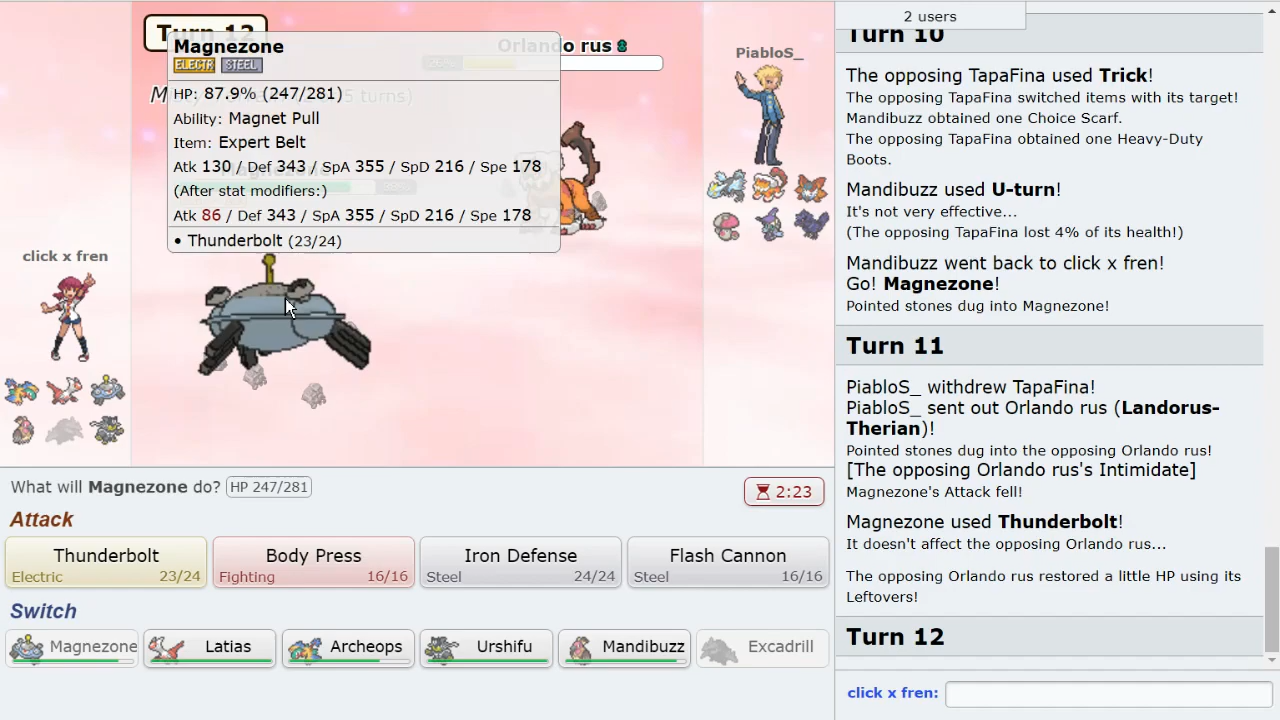 Turn 12
Magnezone
ELECTR STEEL
HP: 87.9% (247/281)
Ability: Magnet Pull
Item: Expert Belt
Atk 130 / Def 343 / SpA 355 / SpD 216 / Spe 178
(After stat modifiers:)
Atk 86 / Def 343 / SpA 355 / SpD 216 / Spe 178
• Thunderbolt (23/24)
Orlando rus
PiabloS_
click x fren
What will Magnezone do? HP 247/281
2:23
Attack
Thunderbolt
Electric 23/24
Body Press
Fighting 16/16
Iron Defense
Steel 24/24
Flash Cannon
Steel 16/16
Switch
Magnezone
Latias
Archeops
Urshifu
Mandibuzz
Excadrill
2 users
Turn 10
The opposing TapaFina used Trick!
The opposing TapaFina switched items with its target!
Mandibuzz obtained one Choice Scarf.
The opposing TapaFina obtained one Heavy-Duty
Boots.
Mandibuzz used U-turn!
It's not very effective...
(The opposing TapaFina lost 4% of its health!)
Mandibuzz went back to click x fren!
Go! Magnezone!
Pointed stones dug into Magnezone!
Turn 11
PiabloS_ withdrew TapaFina!
PiabloS_ sent out Orlando rus (Landorus-
Therian)!
Pointed stones dug into the opposing Orlando rus!
[The opposing Orlando rus's Intimidate]
Magnezone's Attack fell!
Magnezone used Thunderbolt!
It doesn't affect the opposing Orlando rus...
The opposing Orlando rus restored a little HP using its
Leftovers!
Turn 12
click x fren: